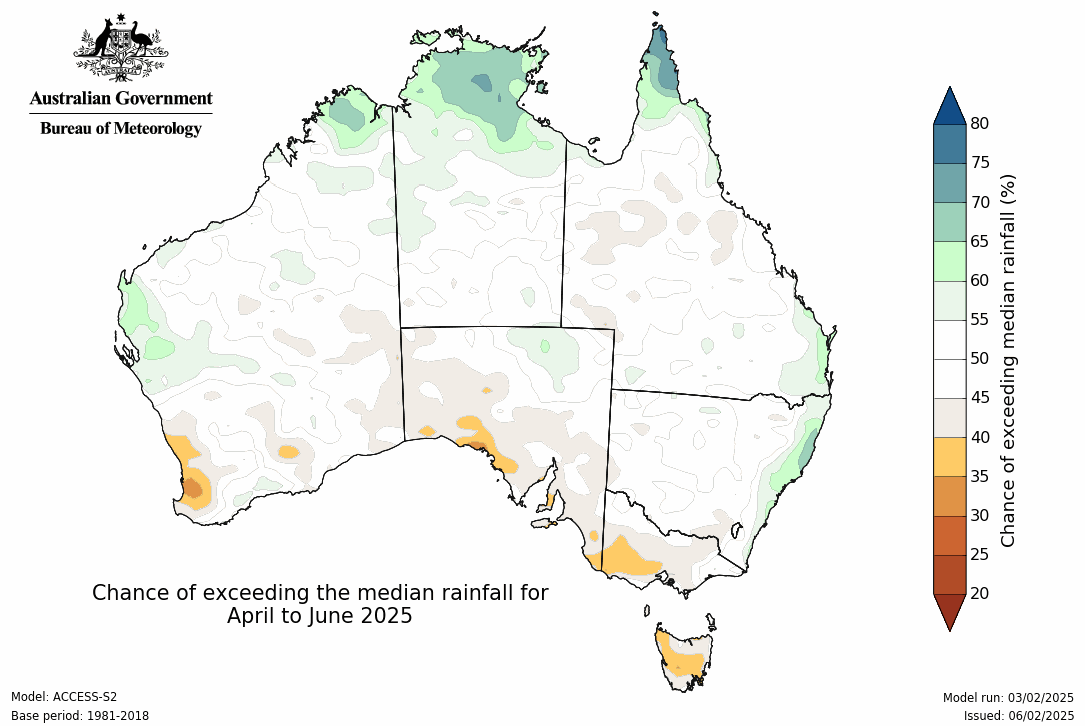 Australian Government
Bureau of Meteorology
80
75
70
65
60
55
50
45
40
35
30
25
20
Chance of exceeding median rainfall (%)
Chance of exceeding the median rainfall for
April to June 2025
Model: ACCESS-S2
Base period: 1981-2018
Model run: 03/02/2025
Issued: 06/02/2025